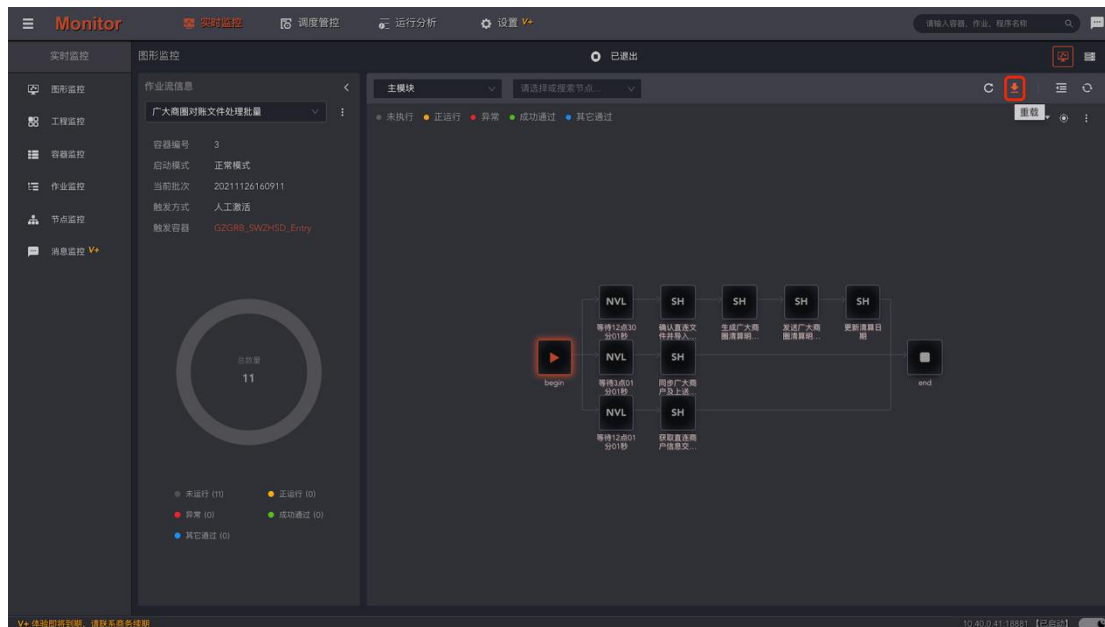 Monitor
实时监控
调度管控
运行分析
设置 V+
请输入容器、作业、程序名称
实时监控
图形监控
已退出
图形监控
工程监控
容器监控
作业监控
节点监控
消息监控 V+
作业流信息
广大商圈对账文件处理批量
容器编号 3
启动模式 正常模式
当前批次 20211126160911
触发方式 人工激活
触发容器 GZGRB_SWZHSD_Entry
总数量
11
未运行 (11)
正运行 (0)
异常 (0)
成功通过 (0)
其它通过 (0)
主模块
请选择或搜索节点...
重载
未执行 正运行 异常 成功通过 其它通过
NVL SH SH SH SH
等待12点30分01秒
确认直连文件并导入...
生成广大商圈清算明...
发送广大商圈清算明...
更新清算日期
begin
NVL SH
等待3点01分01秒
同步广大商户及上送...
end
NVL SH
等待12点01分01秒
获取直连商户信息交...
V+ 体验即将到期，请联系商务续期
10.40.0.41:18881 【已启动】